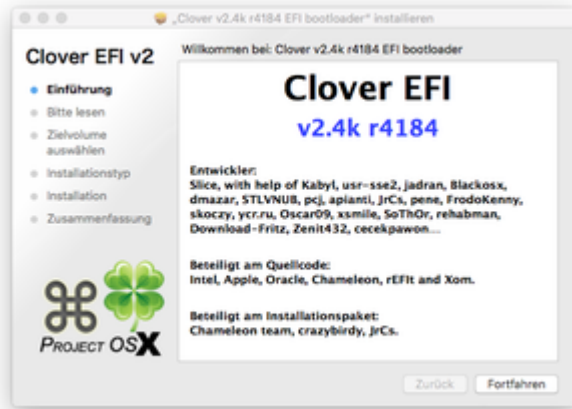 „Clover v2.4k r4184 EFI bootloader“ installieren
Clover EFI v2
Willkommen bei: Clover v2.4k r4184 EFI bootloader
Einführung
Bitte lesen
Zielvolume
auswählen
Installationstyp
Installation
Zusammenfassung
Clover EFI
v2.4k r4184
Entwickler:
Slice, with help of Kabyl, usr-sse2, jadran, Blackosx,
dmazar, STLVNUB, pcj, apianti, JrCs, pene, FrodoKenny,
skoczy, ycr.ru, Oscar09, xsmile, SoThOr, rehabman,
Download-Fritz, Zenit432, cecekpawon...
Beteiligt am Quellcode:
Intel, Apple, Oracle, Chameleon, rEFIt and Xom.
Beteiligt am Installationspaket:
Chameleon team, crazybirdy, JrCs.
PROJECT OSX
Zurück
Fortfahren